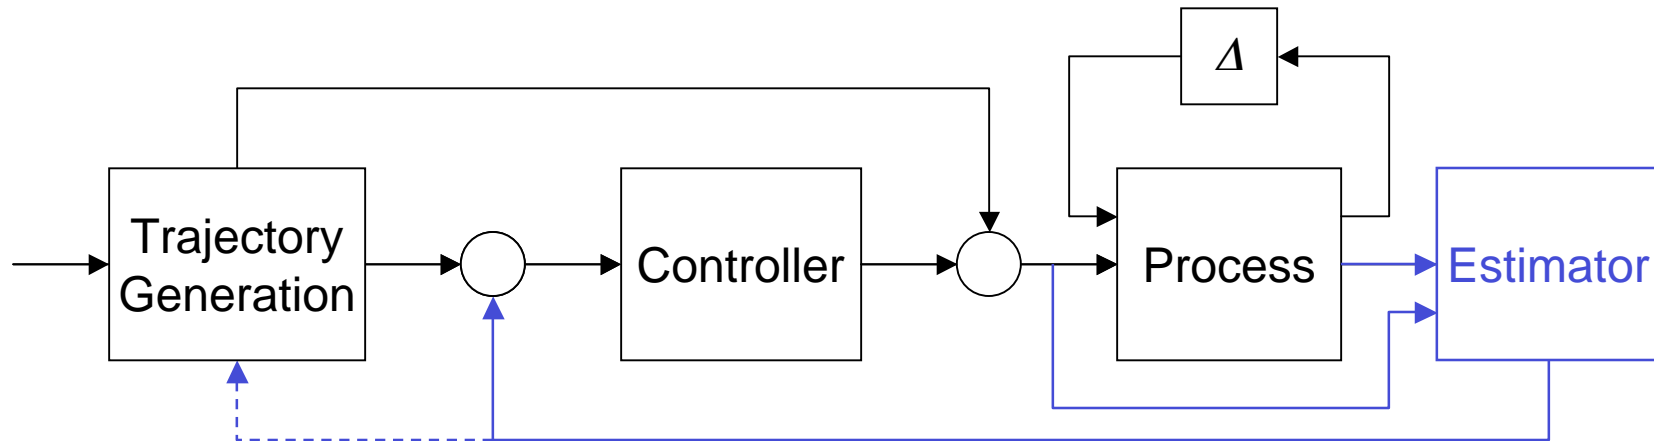 Δ
Trajectory
Generation
Controller
Process
Estimator